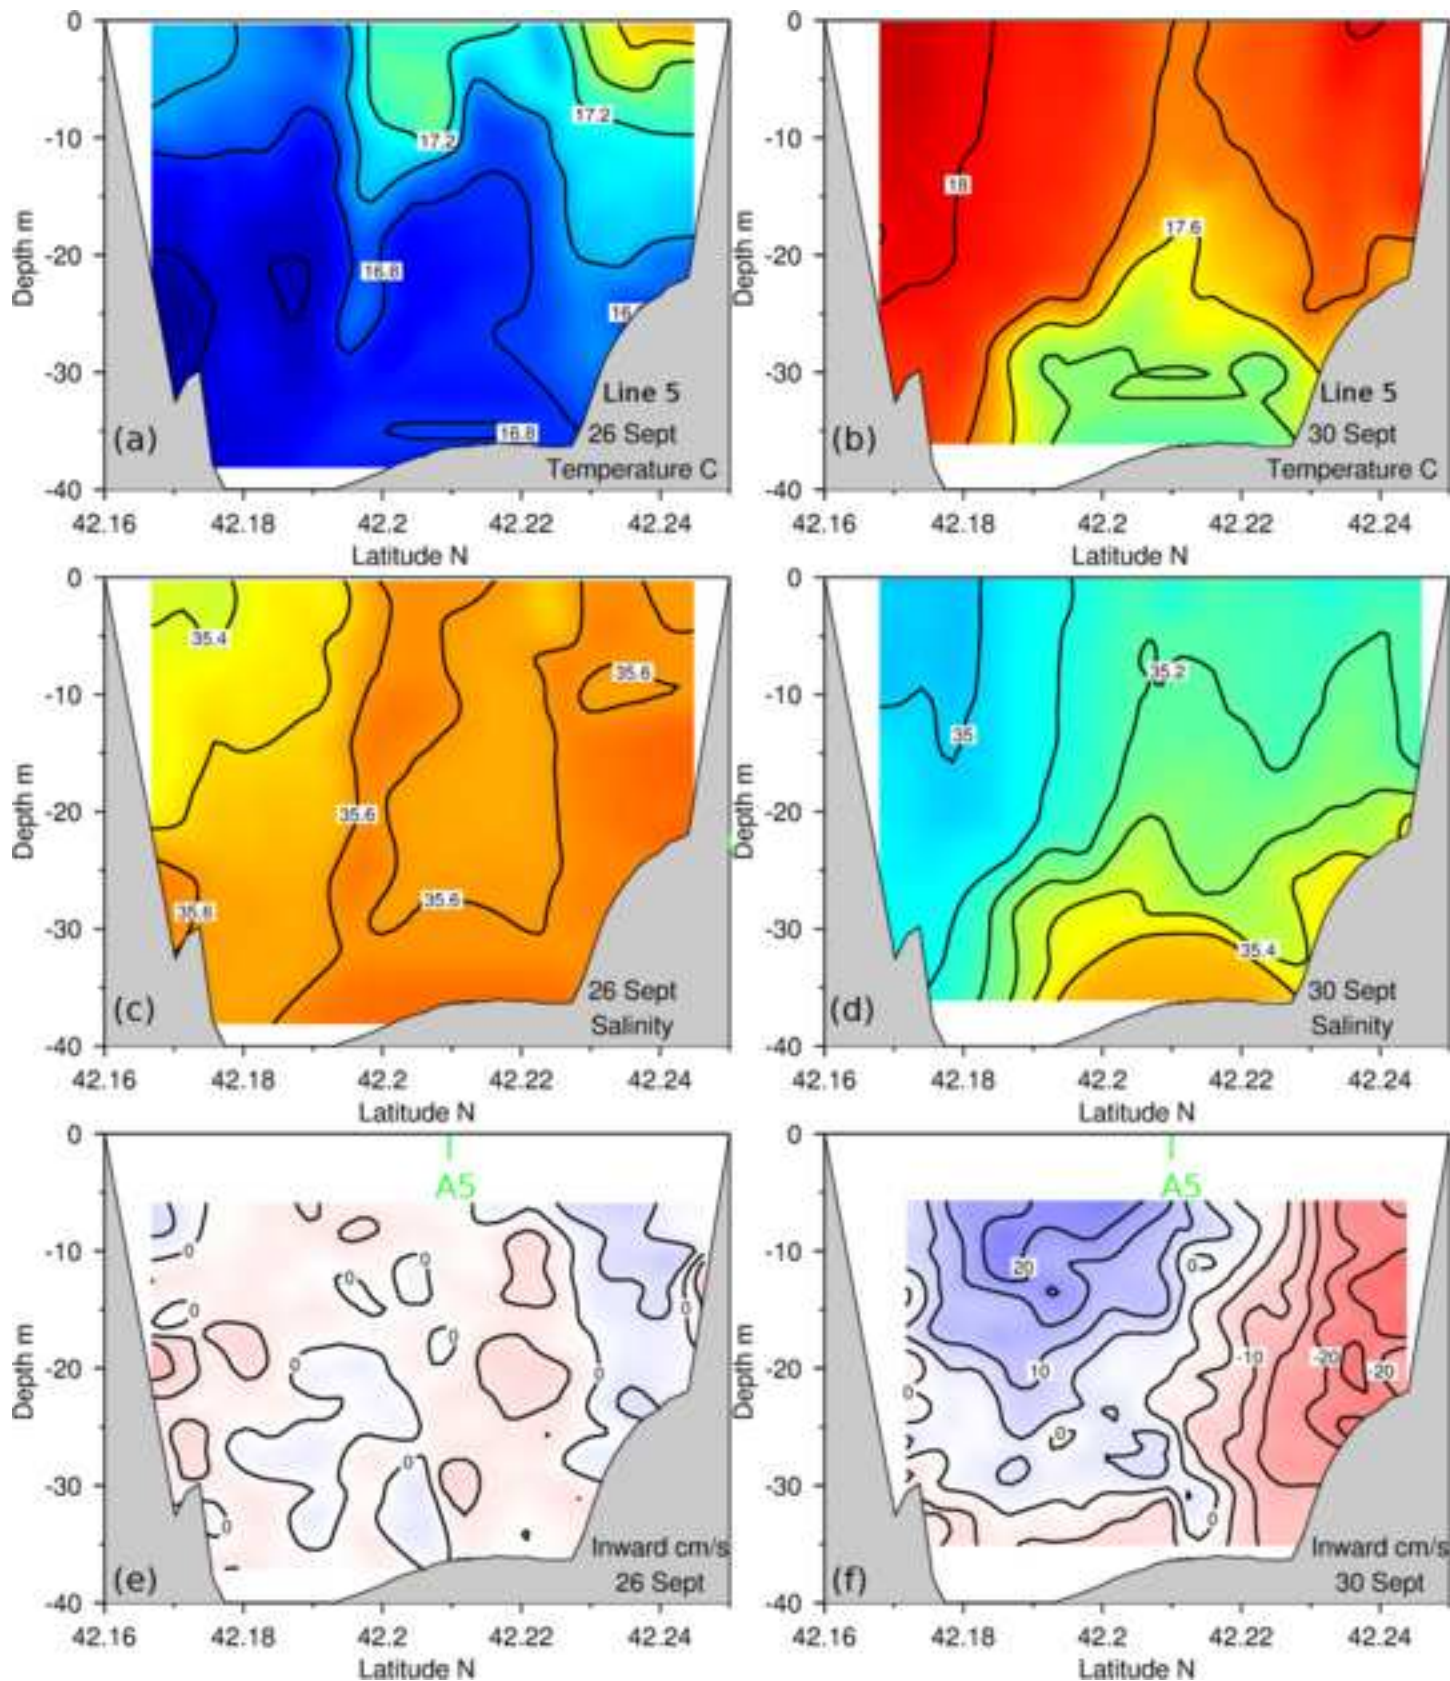 0
-10
-20
-30
-40
Depth m
17.2
17.2
16.8
16.
16.8
Line 5
26 Sept
Temperature C
(a)
42.16
42.18
42.2
42.22
42.24
Latitude N
0
-10
-20
-30
-40
Depth m
18
17.6
Line 5
30 Sept
Temperature C
(b)
42.16
42.18
42.2
42.22
42.24
Latitude N
0
-10
-20
-30
-40
Depth m
35.4
35.6
35.6
35.6
35.6
26 Sept
Salinity
(c)
42.16
42.18
42.2
42.22
42.24
Latitude N
0
-10
-20
-30
-40
Depth m
35.2
35
35.4
30 Sept
Salinity
(d)
42.16
42.18
42.2
42.22
42.24
Latitude N
0
-10
-20
-30
-40
Depth m
A5
0
0
0
0
0
0
0
0
0
0
Inward cm/s
26 Sept
(e)
42.16
42.18
42.2
42.22
42.24
Latitude N
0
-10
-20
-30
-40
Depth m
A5
20
0
10
-10
-20
-20
0
0
0
Inward cm/s
30 Sept
(f)
42.16
42.18
42.2
42.22
42.24
Latitude N